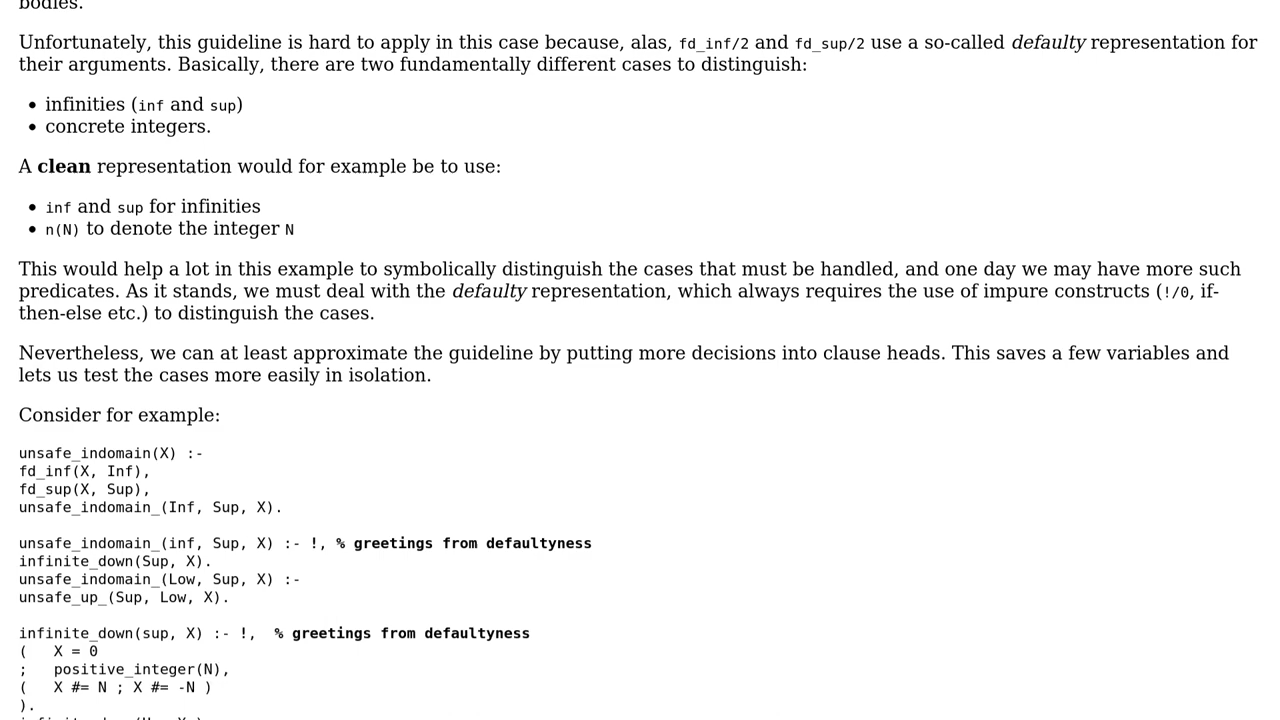 bodies.
Unfortunately, this guideline is hard to apply in this case because, alas, fd_inf/2 and fd_sup/2 use a so-called defaulty representation for
their arguments. Basically, there are two fundamentally different cases to distinguish:
• infinities (inf and sup)
• concrete integers.
A clean representation would for example be to use:
• inf and sup for infinities
• n(N) to denote the integer N
This would help a lot in this example to symbolically distinguish the cases that must be handled, and one day we may have more such
predicates. As it stands, we must deal with the defaulty representation, which always requires the use of impure constructs (!/0, if-
then-else etc.) to distinguish the cases.
Nevertheless, we can at least approximate the guideline by putting more decisions into clause heads. This saves a few variables and
lets us test the cases more easily in isolation.
Consider for example:
unsafe_indomain(X) :-
fd_inf(X, Inf),
fd_sup(X, Sup),
unsafe_indomain_(Inf, Sup, X).
unsafe_indomain_(inf, Sup, X) :- !, % greetings from defaultyness
infinite_down(Sup, X).
unsafe_indomain_(Low, Sup, X) :-
unsafe_up_(Sup, Low, X).
infinite_down(sup, X) :- !,  % greetings from defaultyness
(   X = 0
;   positive_integer(N),
(   X #= N ; X #= -N )
).